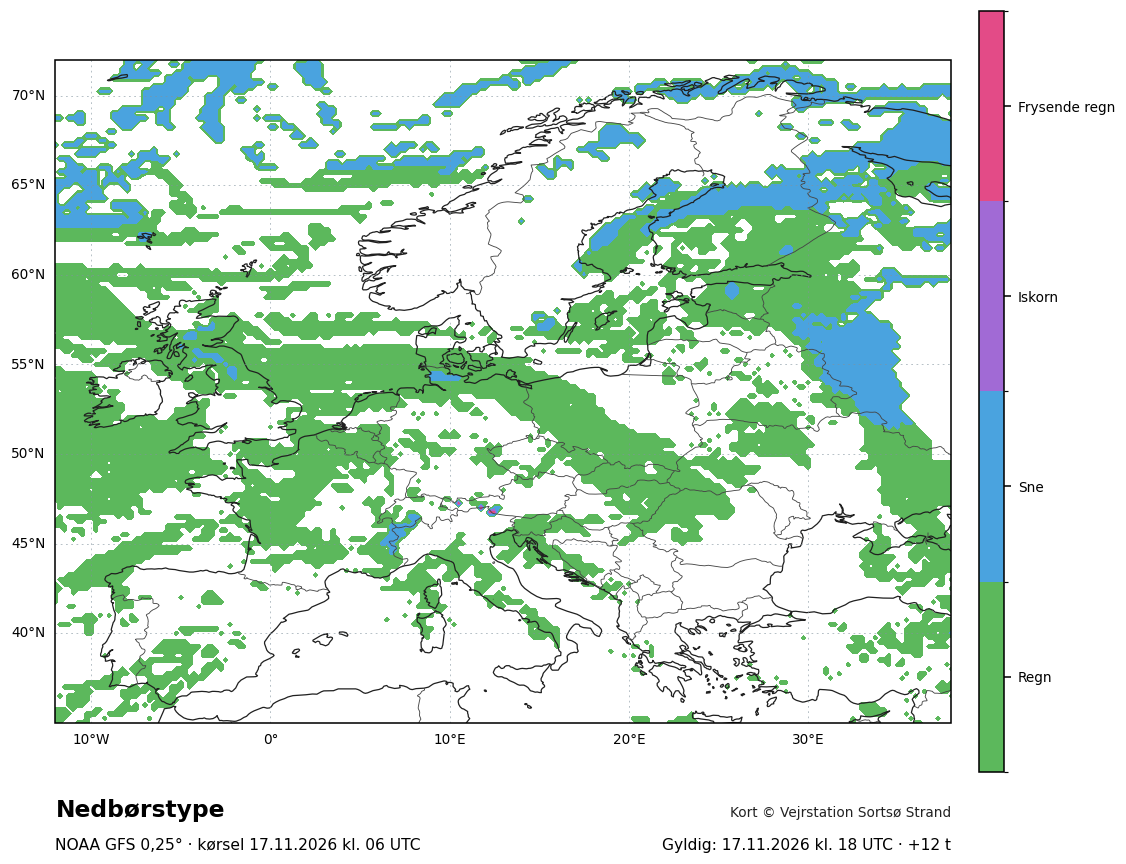 70°N
65°N
60°N
55°N
50°N
45°N
40°N
10°W
0°
10°E
20°E
30°E
Frysende regn
Iskorn
Sne
Regn
Nedbørstype
Kort © Vejrstation Sortsø Strand
NOAA GFS 0,25° · kørsel 17.11.2026 kl. 06 UTC
Gyldig: 17.11.2026 kl. 18 UTC · +12 t